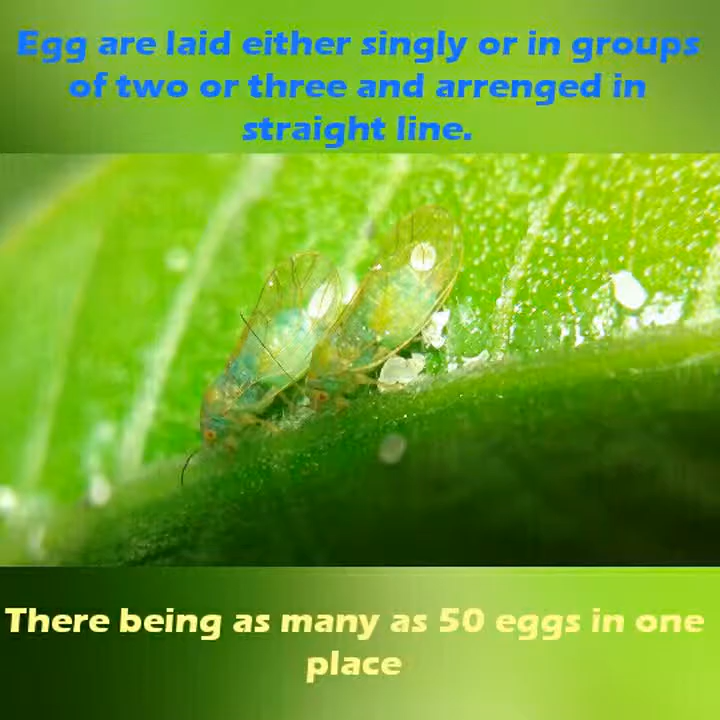 Egg are laid either singly or in groups
of two or three and arrenged in
straight line.
There being as many as 50 eggs in one
place